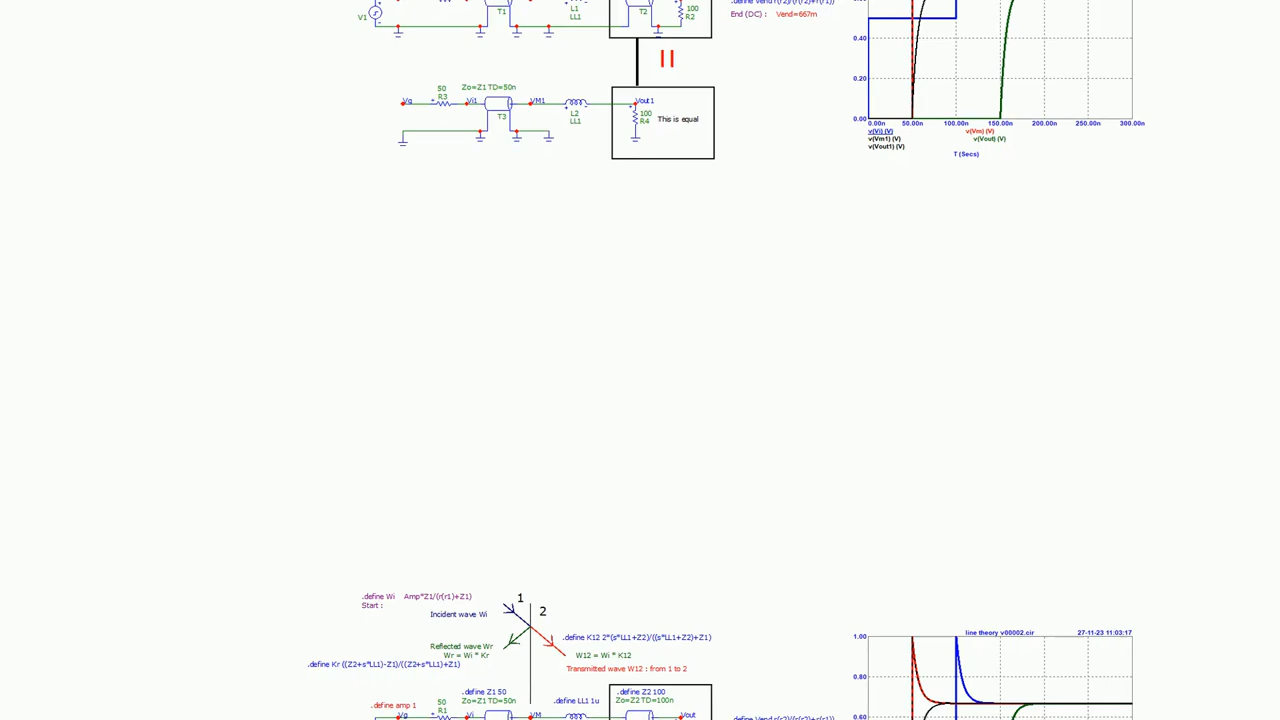 V1
T1
L1
LL1
T2
100
R2
End (DC) : Vend=667m
0.40
0.20
0.00
0.00n 50.00n 100.00n 150.00n 200.00n 250.00n 300.00n
v(Vi) (V) v(Vm) (V)
v(Vm1) (V) v(Vout) (V)
v(Vout1) (V)
T (Secs)
50
R3
Zo=Z1 TD=50n
Vg
Vi1
VM1
Vout1
T3
L2
LL1
100
R4
This is equal
.define Wi Amp*Z1/(r(r1)+Z1)
Start :
1
2
Incident wave Wi
Reflected wave Wr
Wr = Wi * Kr
.define Kr ((Z2+s*LL1)-Z1)/((Z2+s*LL1)+Z1)
.define K12 2*(s*LL1+Z2)/((s*LL1+Z2)+Z1)
W12 = Wi * K12
Transmitted wave W12 : from 1 to 2
line theory v00002.cir 27-11-23 11:03:17
1.00
0.80
0.60
.define amp 1
50
R1
.define Z1 50
Zo=Z1 TD=50n
.define LL1 1u
.define Z2 100
Zo=Z2 TD=100n
Vg
Vi
VM
Vout